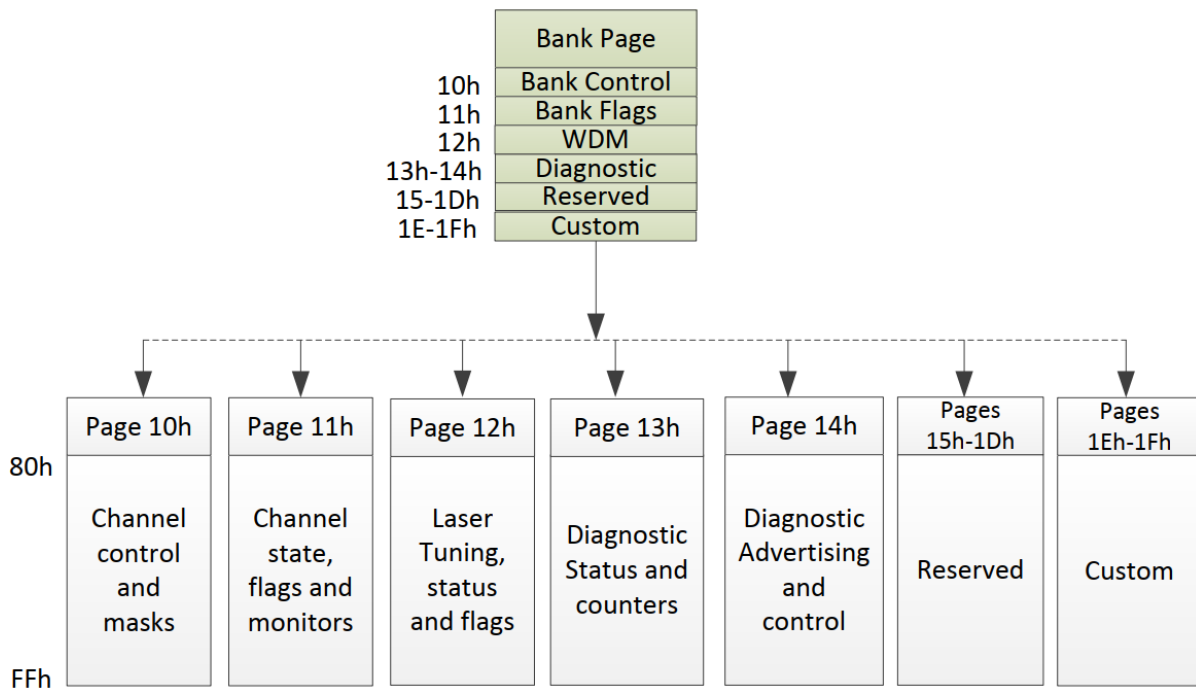 Bank Page
10h Bank Control
11h Bank Flags
12h WDM
13h-14h Diagnostic
15-1Dh Reserved
1E-1Fh Custom
Page 10h
Page 11h
Page 12h
Page 13h
Page 14h
Pages
15h-1Dh
Pages
1Eh-1Fh
80h
Channel
control
and
masks
Channel
state,
flags and
monitors
Laser
Tuning,
status
and flags
Diagnostic
Status and
counters
Diagnostic
Advertising
and
control
Reserved
Custom
FFh